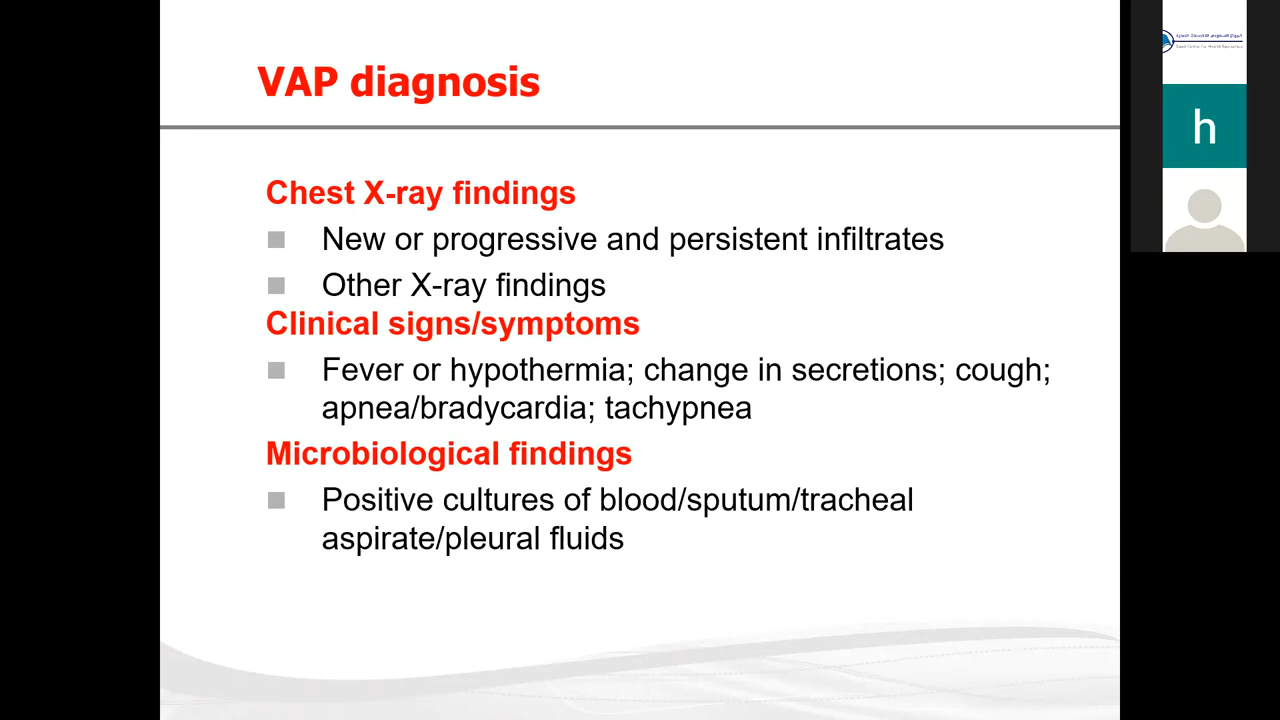 VAP diagnosis
Chest X-ray findings
New or progressive and persistent infiltrates
Other X-ray findings
Clinical signs/symptoms
Fever or hypothermia; change in secretions; cough;
apnea/bradycardia; tachypnea
Microbiological findings
Positive cultures of blood/sputum/tracheal
aspirate/pleural fluids
h